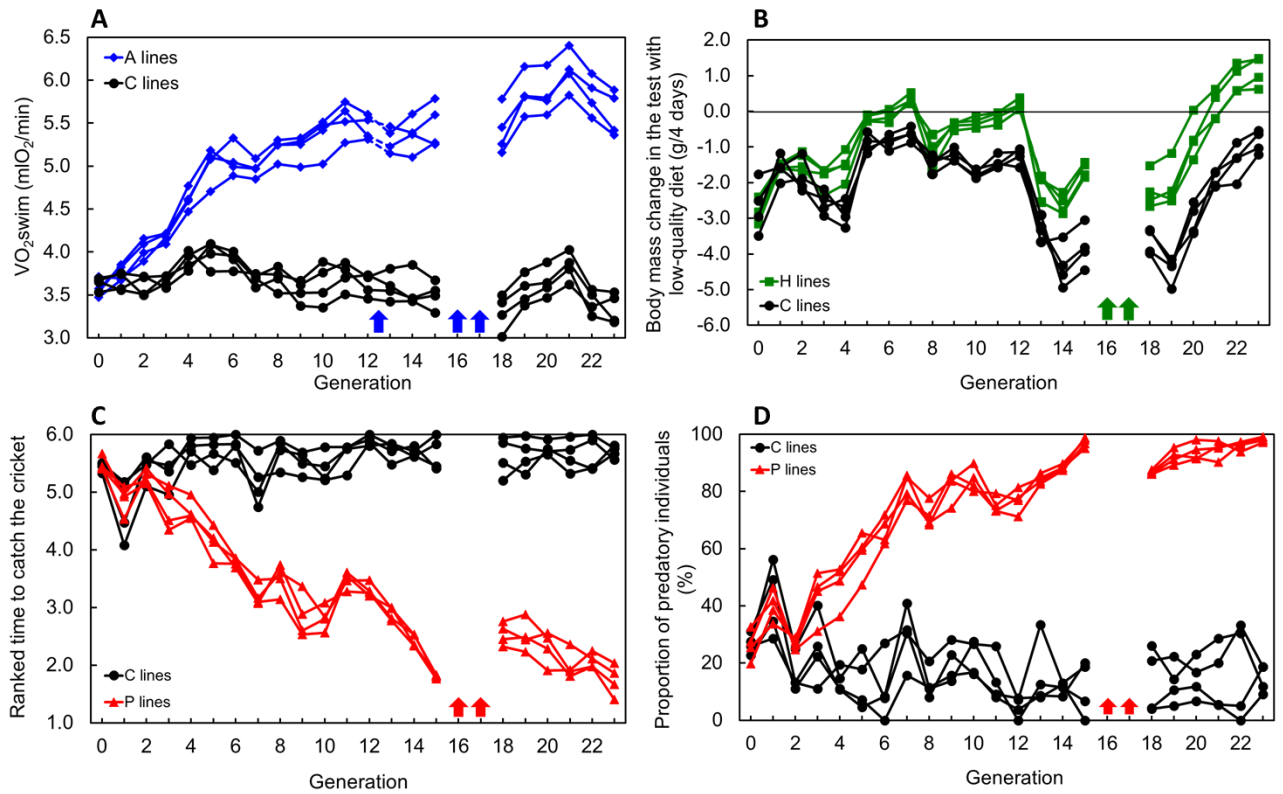 A
VO2swim (mlO2/min)
6.5
6.0
5.5
5.0
4.5
4.0
3.5
3.0
A lines
C lines
0 2 4 6 8 10 12 14 16 18 20 22
Generation
B
Body mass change in the test with
low-quality diet (g/4 days)
2.0
1.0
0.0
-1.0
-2.0
-3.0
-4.0
-5.0
-6.0
H lines
C lines
0 2 4 6 8 10 12 14 16 18 20 22
Generation
C
Ranked time to catch the cricket
6.0
5.0
4.0
3.0
2.0
1.0
C lines
P lines
0 2 4 6 8 10 12 14 16 18 20 22
Generation
D
Proportion of predatory individuals
(%)
100
80
60
40
20
0
C lines
P lines
0 2 4 6 8 10 12 14 16 18 20 22
Generation